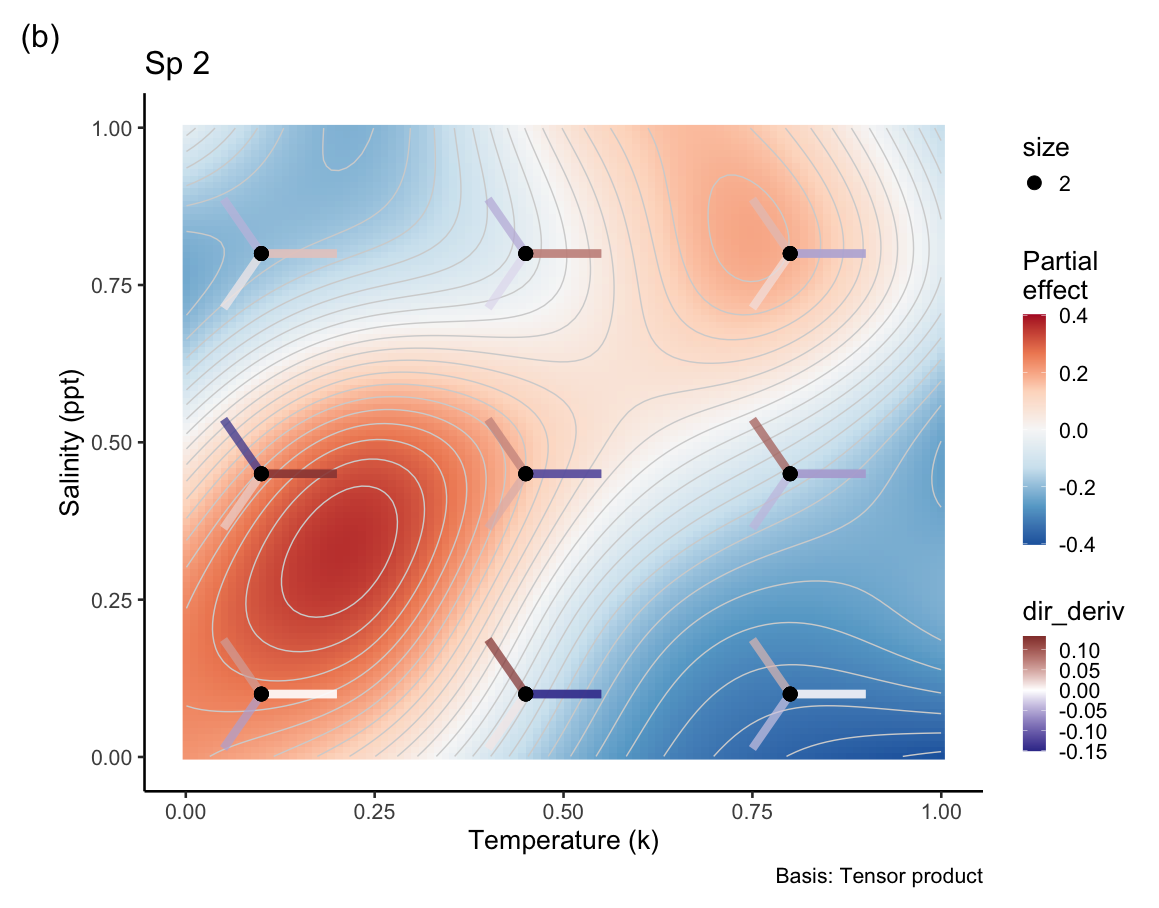 (b)
Sp 2
1.00
0.75
0.50
0.25
0.00
Salinity (ppt)
0.00 0.25 0.50 0.75 1.00
Temperature (k)
Basis: Tensor product
size
2
Partial
effect
0.4
0.2
0.0
-0.2
-0.4
dir_deriv
0.10
0.05
0.00
-0.05
-0.10
-0.15